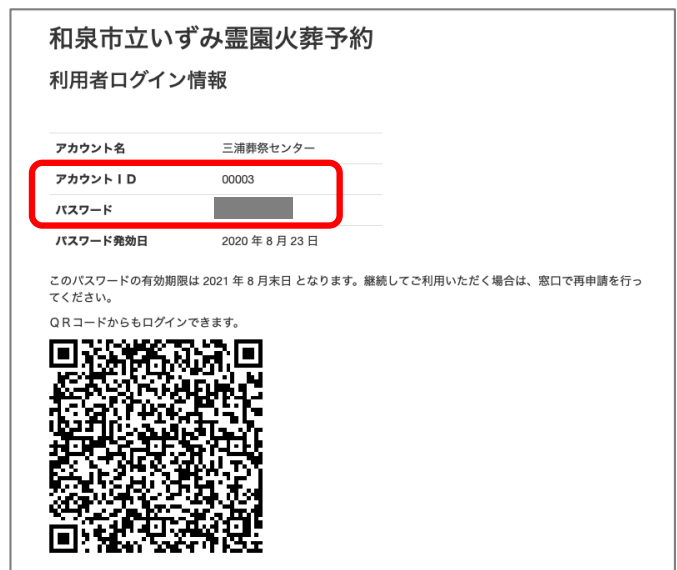 和泉市立いずみ霊園火葬予約
利用者ログイン情報
アカウント名 三浦葬祭センター
アカウントＩＤ 00003
パスワード
パスワード発効日 2020 年 8 月 23 日
このパスワードの有効期限は 2021 年 8 月末日 となります。継続してご利用いただく場合は、窓口で再申請を行っ
てください。
ＱＲコードからもログインできます。